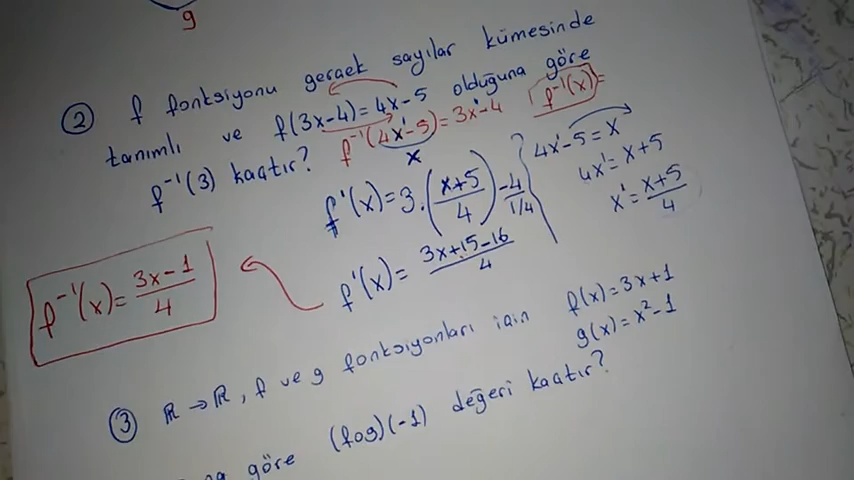 g
② f fonksiyonu gerçek sayılar kümesinde
tanımlı ve f(3x-4)=4x-5 olduğuna göre
f⁻¹(3) kaçtır?
f⁻¹(4x'-5)=3x'-4
x
f⁻¹(x)=
4x'-5=x
4x'=x+5
x'=(x+5)/4
f'(x)=3.((x+5)/4)-4/1/4
f'(x)=(3x+15-16)/4
f⁻¹(x)=(3x-1)/4
③ ℝ→ℝ, f ve g fonksiyonları için f(x)=3x+1
g(x)=x²-1
göre (fog)(-1) değeri kaçtır?